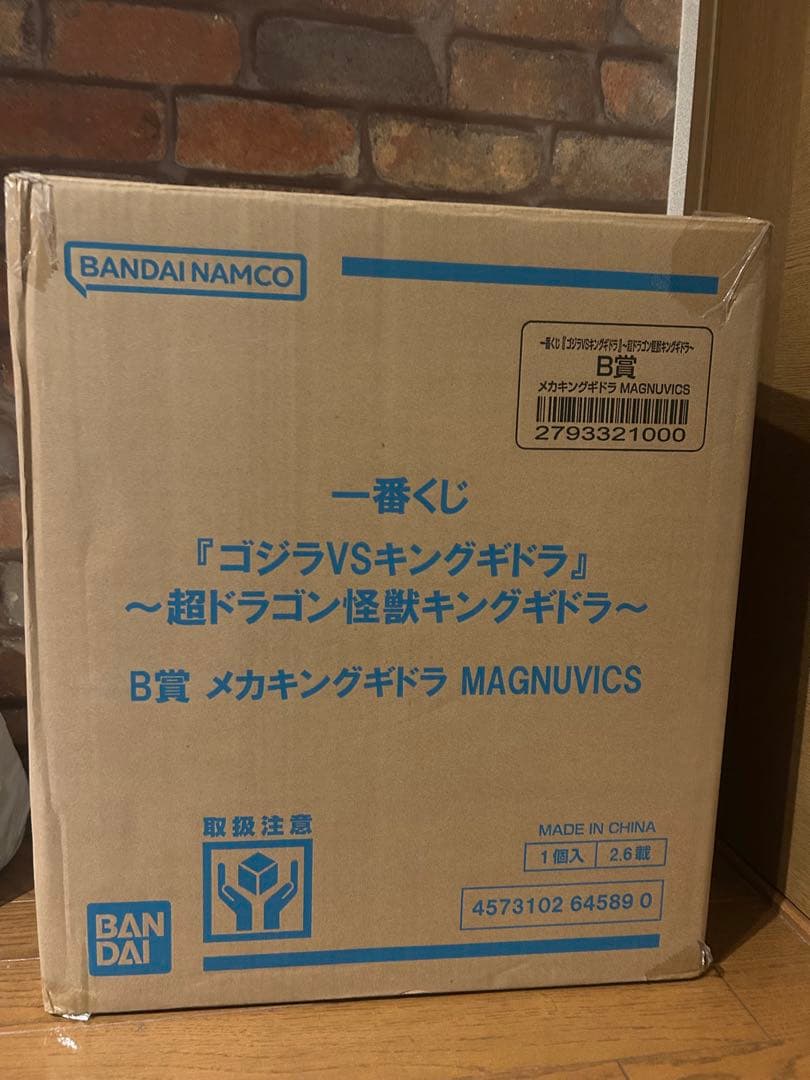 BANDAI NAMCO
一番くじ『ゴジラVSキングギドラ』~超ドラゴン怪獣キングギドラ~
B賞
メカキングギドラ MAGNUVICS
2793321000
一番くじ
『ゴジラVSキングギドラ』
~超ドラゴン怪獣キングギドラ~
B賞 メカキングギドラ MAGNUVICS
取扱注意
MADE IN CHINA
1個入 2.6載
4573102 64589 0
BAN
DAI